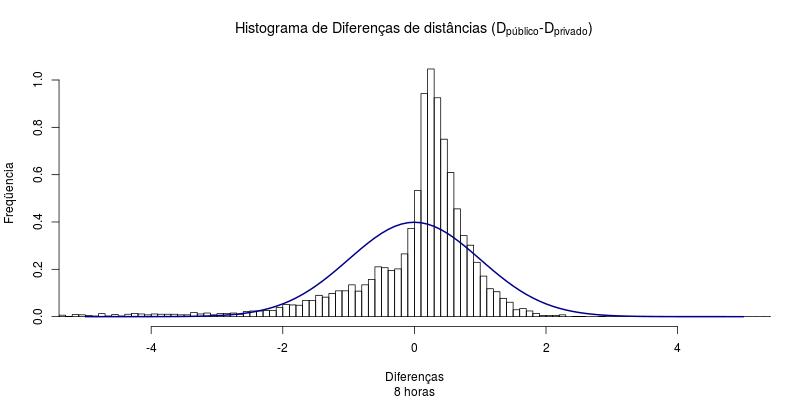 Histograma de Diferenças de distâncias (Dpúblico-Dprivado)
Freqüencia
1.0
0.8
0.6
0.4
0.2
0.0
-4 -2 0 2 4
Diferenças
8 horas